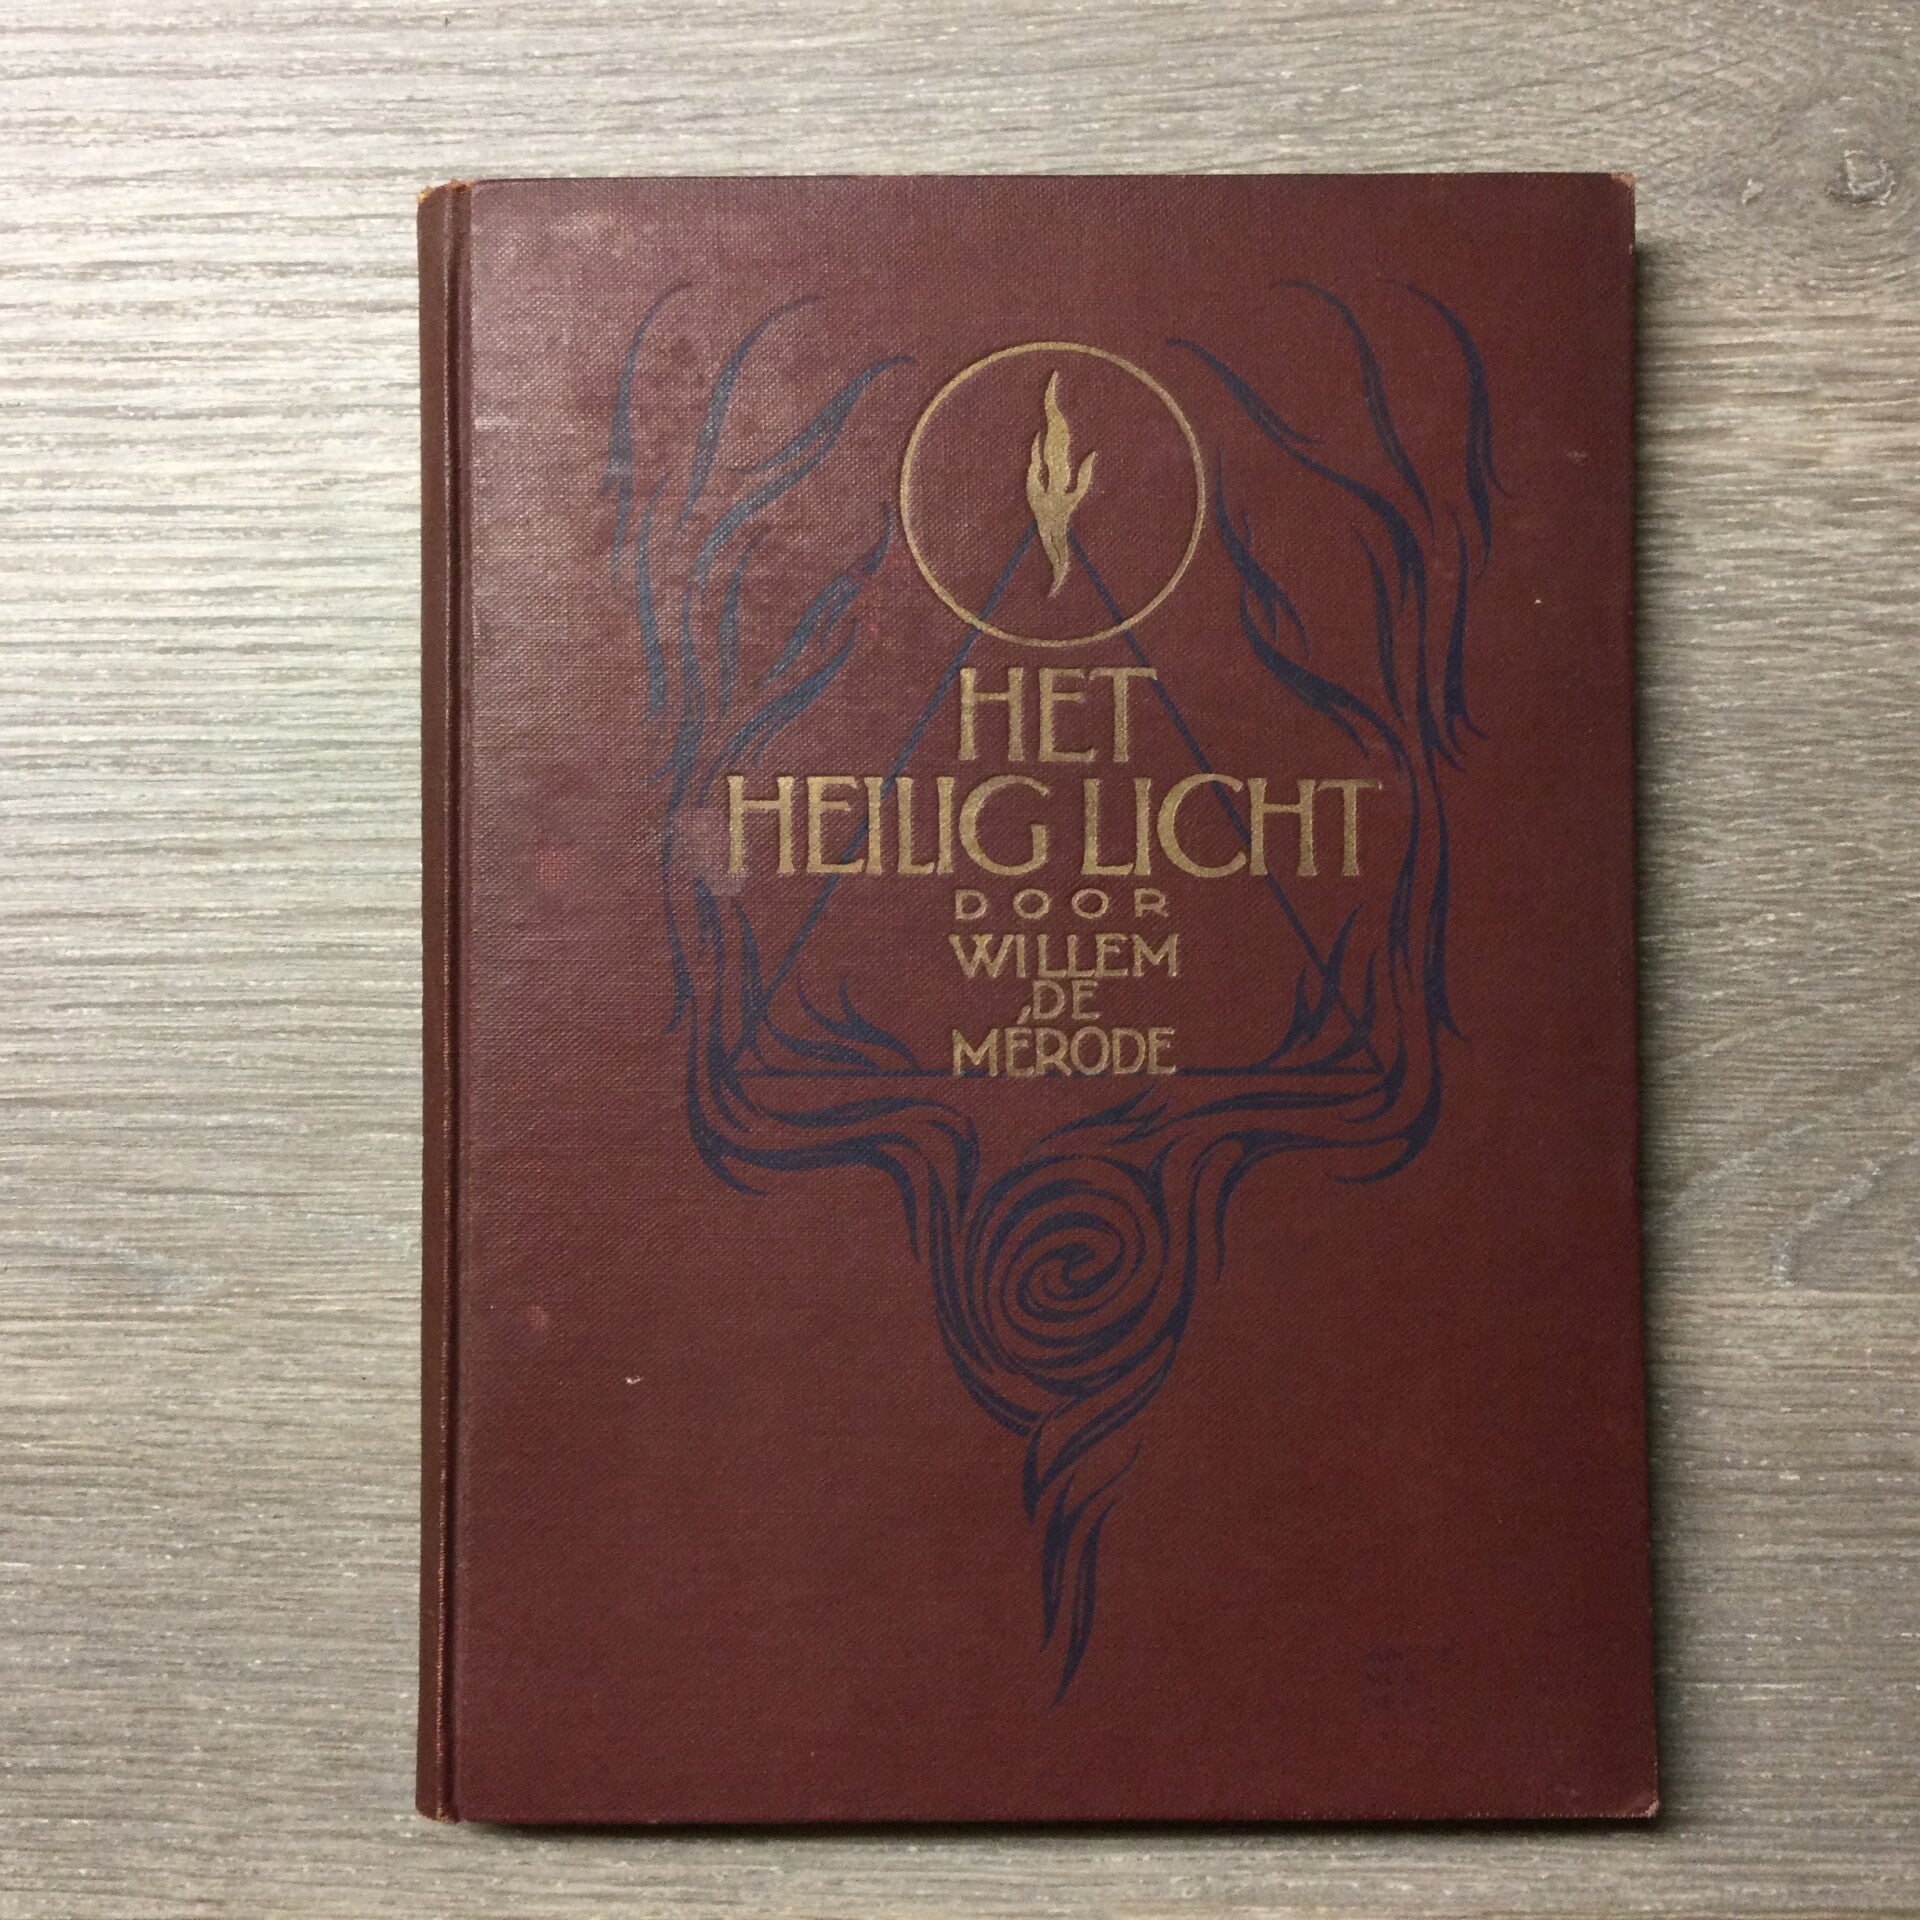 HET
HEILIG LICHT
DOOR
WILLEM
DE
MÉRODE